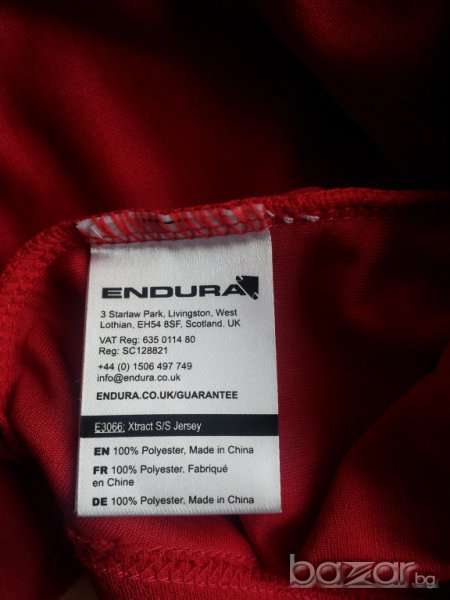 ENDURA
3 Starlaw Park, Livingston, West
Lothian, EH54 8SF, Scotland. UK
VAT Reg: 635 0114 80
Reg: SC128821
+44 (0) 1506 497 749
info@endura.co.uk
ENDURA.CO.UK/GUARANTEE
E3066: Xtract S/S Jersey
EN 100% Polyester, Made in China
FR 100% Polyester, Fabriqué
en Chine
DE 100% Polyester, Made in China
bazar.bg